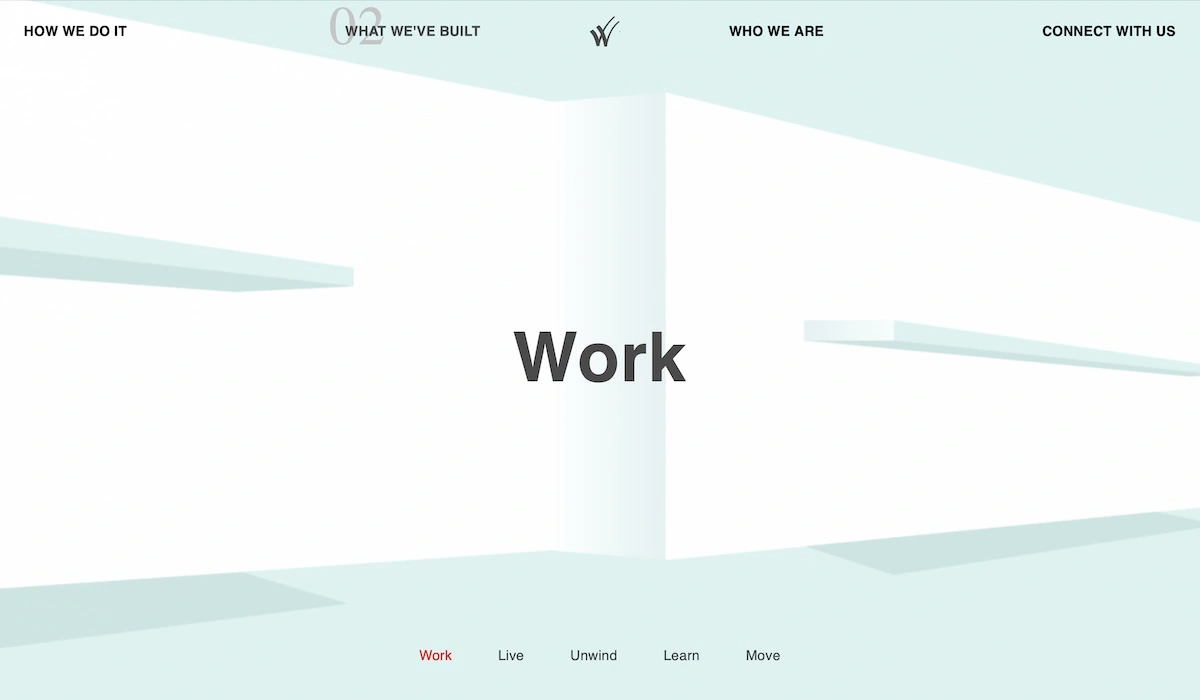 HOW WE DO IT
02
WHAT WE'VE BUILT
W
WHO WE ARE
CONNECT WITH US
Work
Work
Live
Unwind
Learn
Move